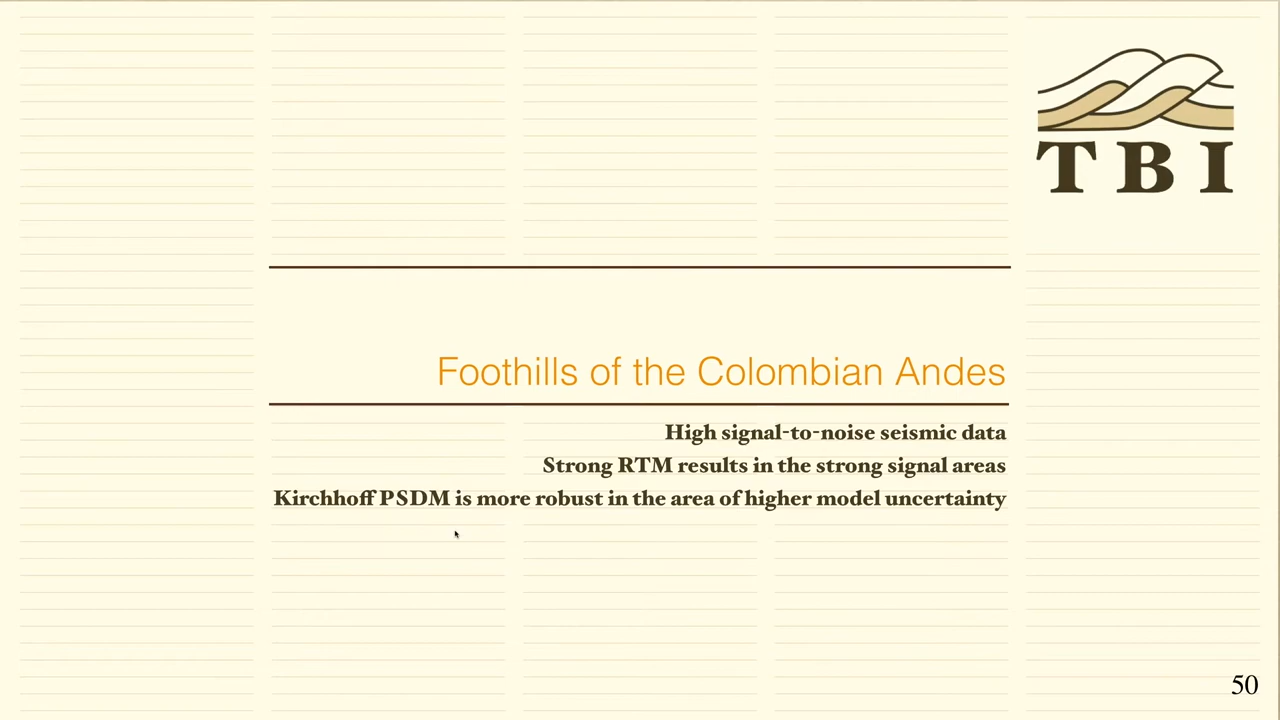 TBI
Foothills of the Colombian Andes
High signal-to-noise seismic data
Strong RTM results in the strong signal areas
Kirchhoff PSDM is more robust in the area of higher model uncertainty
50